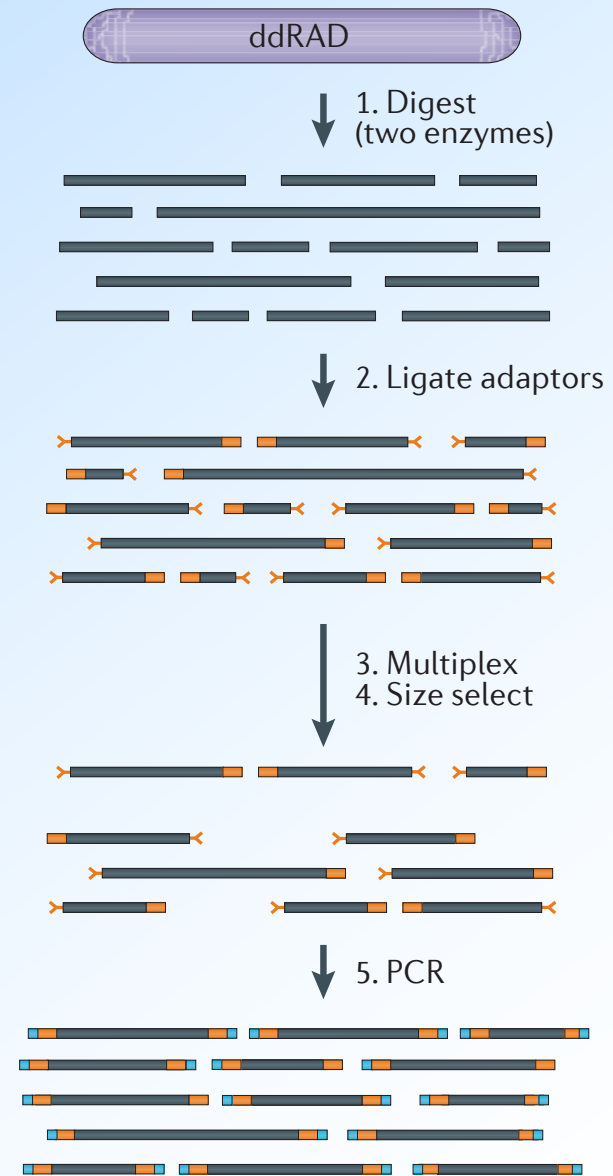 ddRAD
1. Digest
(two enzymes)
2. Ligate adaptors
3. Multiplex
4. Size select
5. PCR